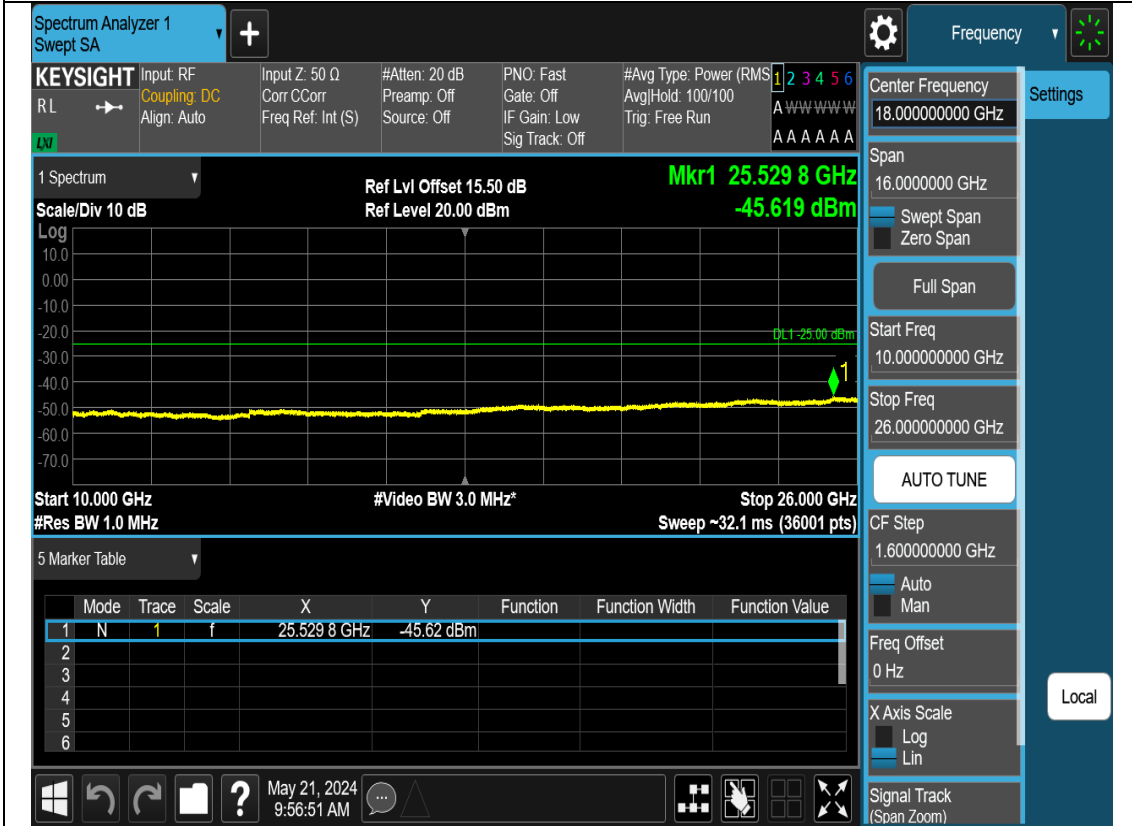 Spectrum Analyzer 1
Swept SA
+
Frequency
KEYSIGHT
RL
LXI
Input: RF
Coupling: DC
Align: Auto
Input Z: 50 Ω
Corr CCorr
Freq Ref: Int (S)
#Atten: 20 dB
Preamp: Off
Source: Off
PNO: Fast
Gate: Off
IF Gain: Low
Sig Track: Off
#Avg Type: Power (RMS
Avg|Hold: 100/100
Trig: Free Run
1 2 3 4 5 6
A W W W W W
A A A A A A
1 Spectrum
Scale/Div 10 dB
Ref Lvl Offset 15.50 dB
Ref Level 20.00 dBm
Mkr1 25.529 8 GHz
-45.619 dBm
Log
10.0
0.00
-10.0
-20.0
DL1 -25.00 dBm
-30.0
1
-40.0
-50.0
-60.0
-70.0
Start 10.000 GHz
#Video BW 3.0 MHz*
Stop 26.000 GHz
#Res BW 1.0 MHz
Sweep ~32.1 ms (36001 pts)
5 Marker Table
Mode Trace Scale X Y Function Function Width Function Value
1 N 1 f 25.529 8 GHz -45.62 dBm
2
3
4
5
6
?
May 21, 2024
9:56:51 AM
Center Frequency
18.000000000 GHz
Settings
Span
16.0000000 GHz
Swept Span
Zero Span
Full Span
Start Freq
10.000000000 GHz
Stop Freq
26.000000000 GHz
AUTO TUNE
CF Step
1.600000000 GHz
Auto
Man
Freq Offset
0 Hz
Local
X Axis Scale
Log
Lin
Signal Track
(Span Zoom)